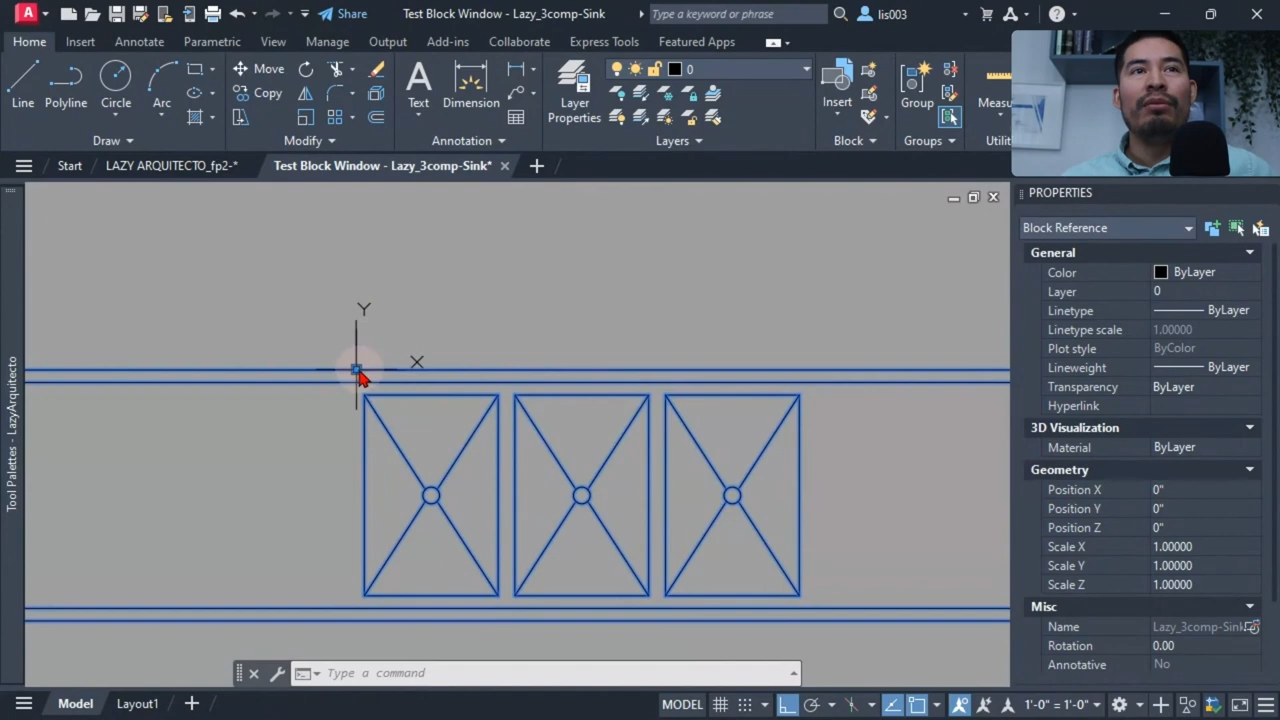 A
Share
Test Block Window - Lazy_3comp-Sink
Type a keyword or phrase
lis003
Home Insert Annotate Parametric View Manage Output Add-ins Collaborate Express Tools Featured Apps
Line Polyline Circle Arc
Draw
Move
Copy
Modify
Text Dimension
Annotation
Layer
Properties
0
Layers
Insert
Block
Group
Groups
Measu
Utilit
Start LAZY ARQUITECTO_fp2-* Test Block Window - Lazy_3comp-Sink*
Tool Palettes - LazyArquitecto
Y
X
PROPERTIES
Block Reference
General
Color ByLayer
Layer 0
Linetype ByLayer
Linetype scale 1.00000
Plot style ByColor
Lineweight ByLayer
Transparency ByLayer
Hyperlink
3D Visualization
Material ByLayer
Geometry
Position X 0"
Position Y 0"
Position Z 0"
Scale X 1.00000
Scale Y 1.00000
Scale Z 1.00000
Misc
Name Lazy_3comp-Sink
Rotation 0.00
Annotative No
Type a command
Model Layout1
MODEL 1'-0" = 1'-0"